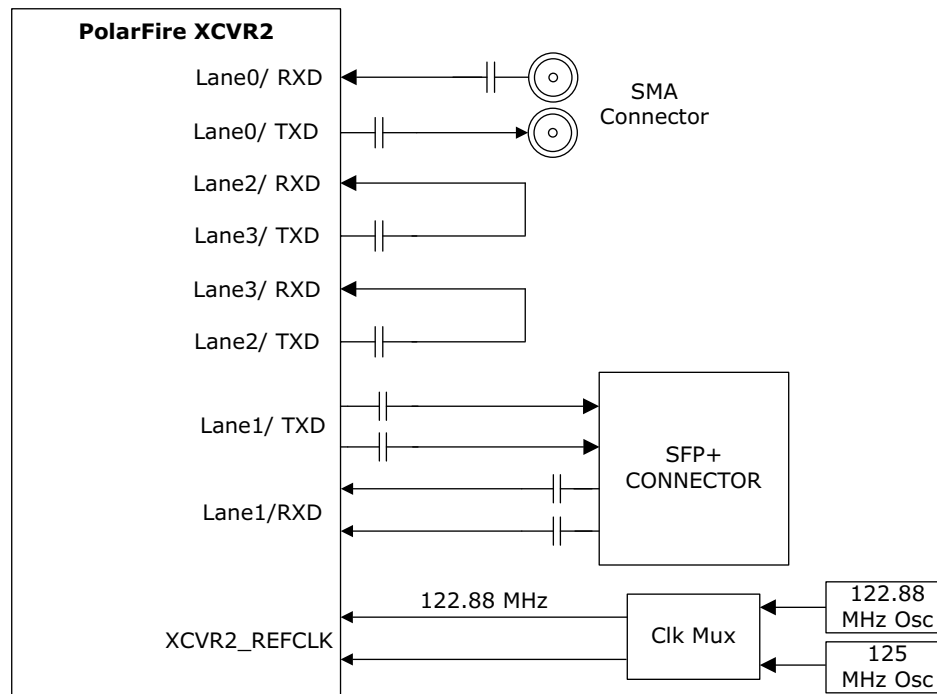 PolarFire XCVR2
Lane0/ RXD
SMA
Connector
Lane0/ TXD
Lane2/ RXD
Lane3/ TXD
Lane3/ RXD
Lane2/ TXD
Lane1/ TXD
SFP+
CONNECTOR
Lane1/RXD
122.88 MHz
122.88
MHz Osc
XCVR2_REFCLK
Clk Mux
125
MHz Osc